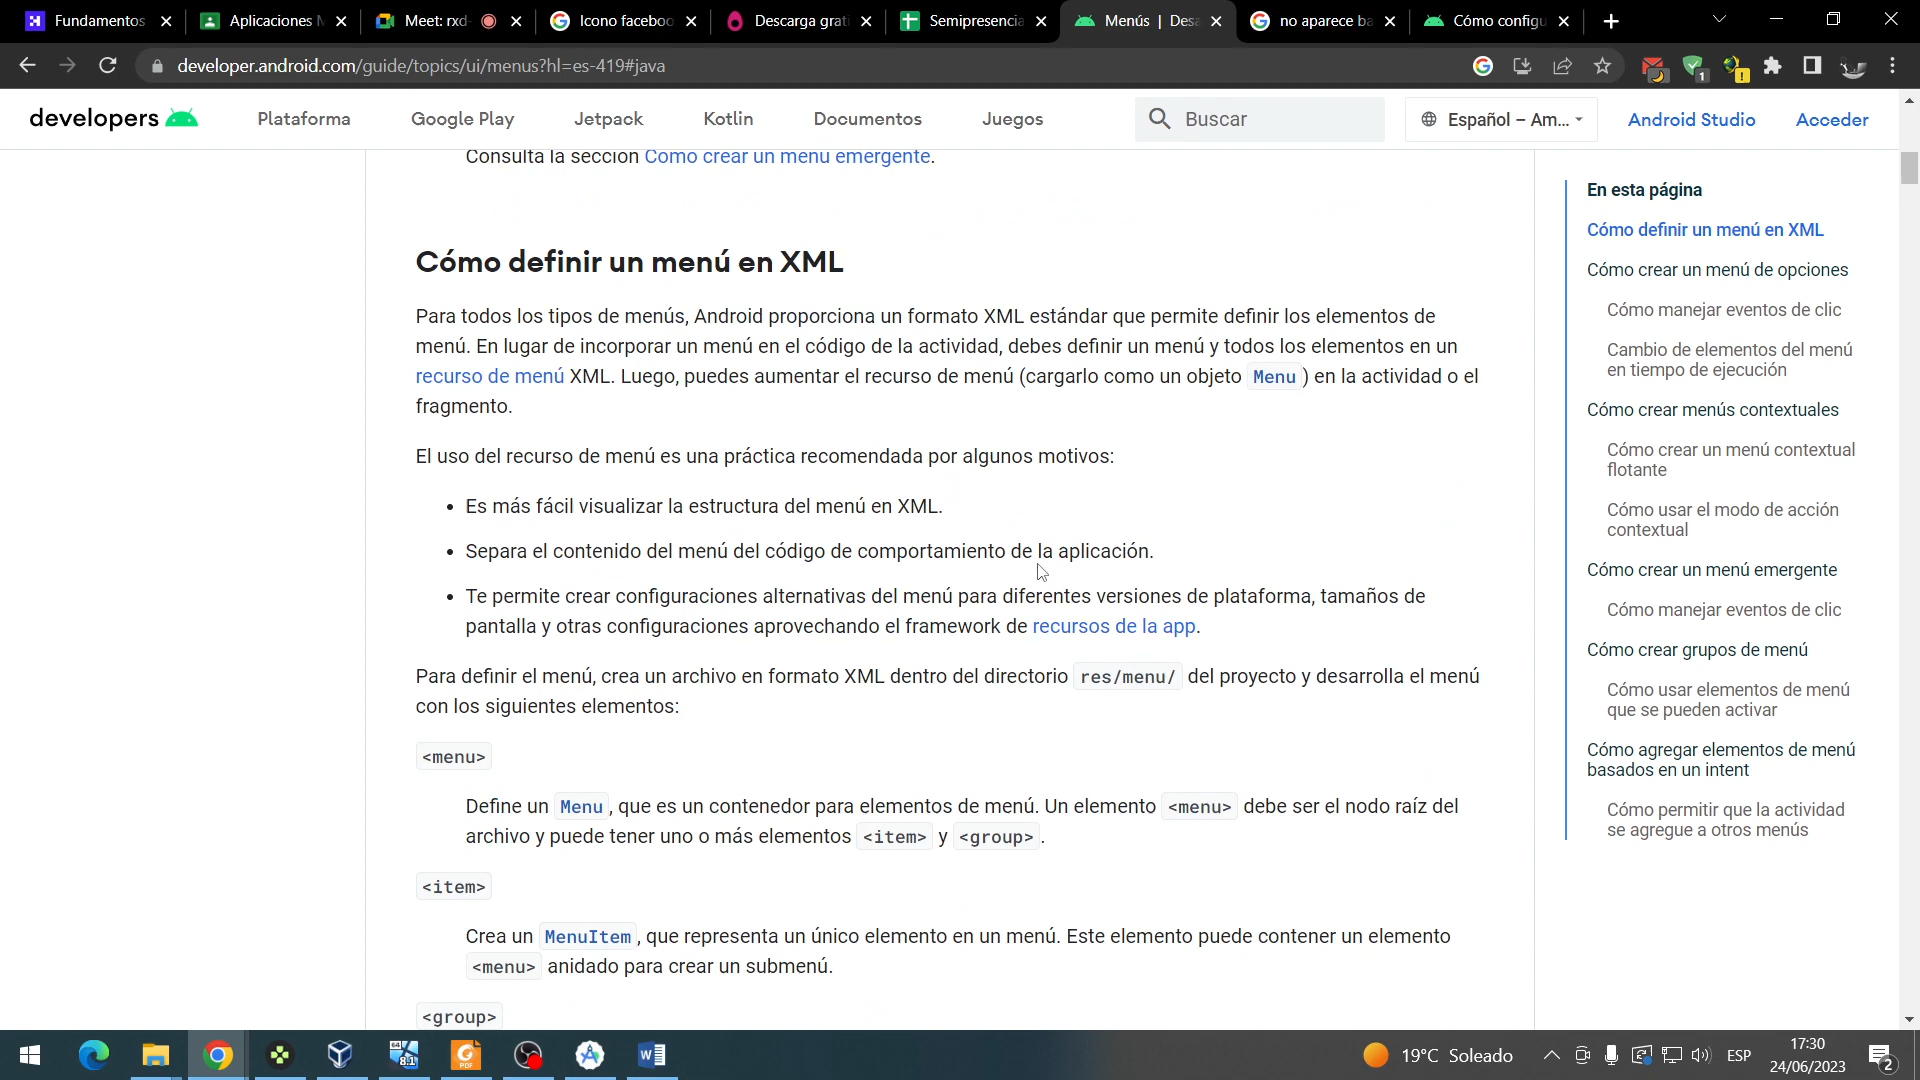 Fundamentos
Aplicaciones M
Meet: rxd-
Icono faceboo
Descarga grati
Semipresencia
Menús | Desa
no aparece ba
Cómo configu
developer.android.com/guide/topics/ui/menus?hl=es-419#java
1
!
developers
Plataforma
Google Play
Jetpack
Kotlin
Documentos
Juegos
Buscar
Español – Am...
Android Studio
Acceder
Consulta la sección Cómo crear un menú emergente.
Cómo definir un menú en XML
Para todos los tipos de menús, Android proporciona un formato XML estándar que permite definir los elementos de
menú. En lugar de incorporar un menú en el código de la actividad, debes definir un menú y todos los elementos en un
recurso de menú XML. Luego, puedes aumentar el recurso de menú (cargarlo como un objeto Menu ) en la actividad o el
fragmento.
El uso del recurso de menú es una práctica recomendada por algunos motivos:
• Es más fácil visualizar la estructura del menú en XML.
• Separa el contenido del menú del código de comportamiento de la aplicación.
• Te permite crear configuraciones alternativas del menú para diferentes versiones de plataforma, tamaños de
pantalla y otras configuraciones aprovechando el framework de recursos de la app.
Para definir el menú, crea un archivo en formato XML dentro del directorio res/menu/ del proyecto y desarrolla el menú
con los siguientes elementos:
<menu>
Define un Menu , que es un contenedor para elementos de menú. Un elemento <menu> debe ser el nodo raíz del
archivo y puede tener uno o más elementos <item> y <group> .
<item>
Crea un MenuItem , que representa un único elemento en un menú. Este elemento puede contener un elemento
<menu> anidado para crear un submenú.
<group>
En esta página
Cómo definir un menú en XML
Cómo crear un menú de opciones
Cómo manejar eventos de clic
Cambio de elementos del menú
en tiempo de ejecución
Cómo crear menús contextuales
Cómo crear un menú contextual
flotante
Cómo usar el modo de acción
contextual
Cómo crear un menú emergente
Cómo manejar eventos de clic
Cómo crear grupos de menú
Cómo usar elementos de menú
que se pueden activar
Cómo agregar elementos de menú
basados en un intent
Cómo permitir que la actividad
se agregue a otros menús
64
8.1
PDF
19°C Soleado
ESP
17:30
24/06/2023
2